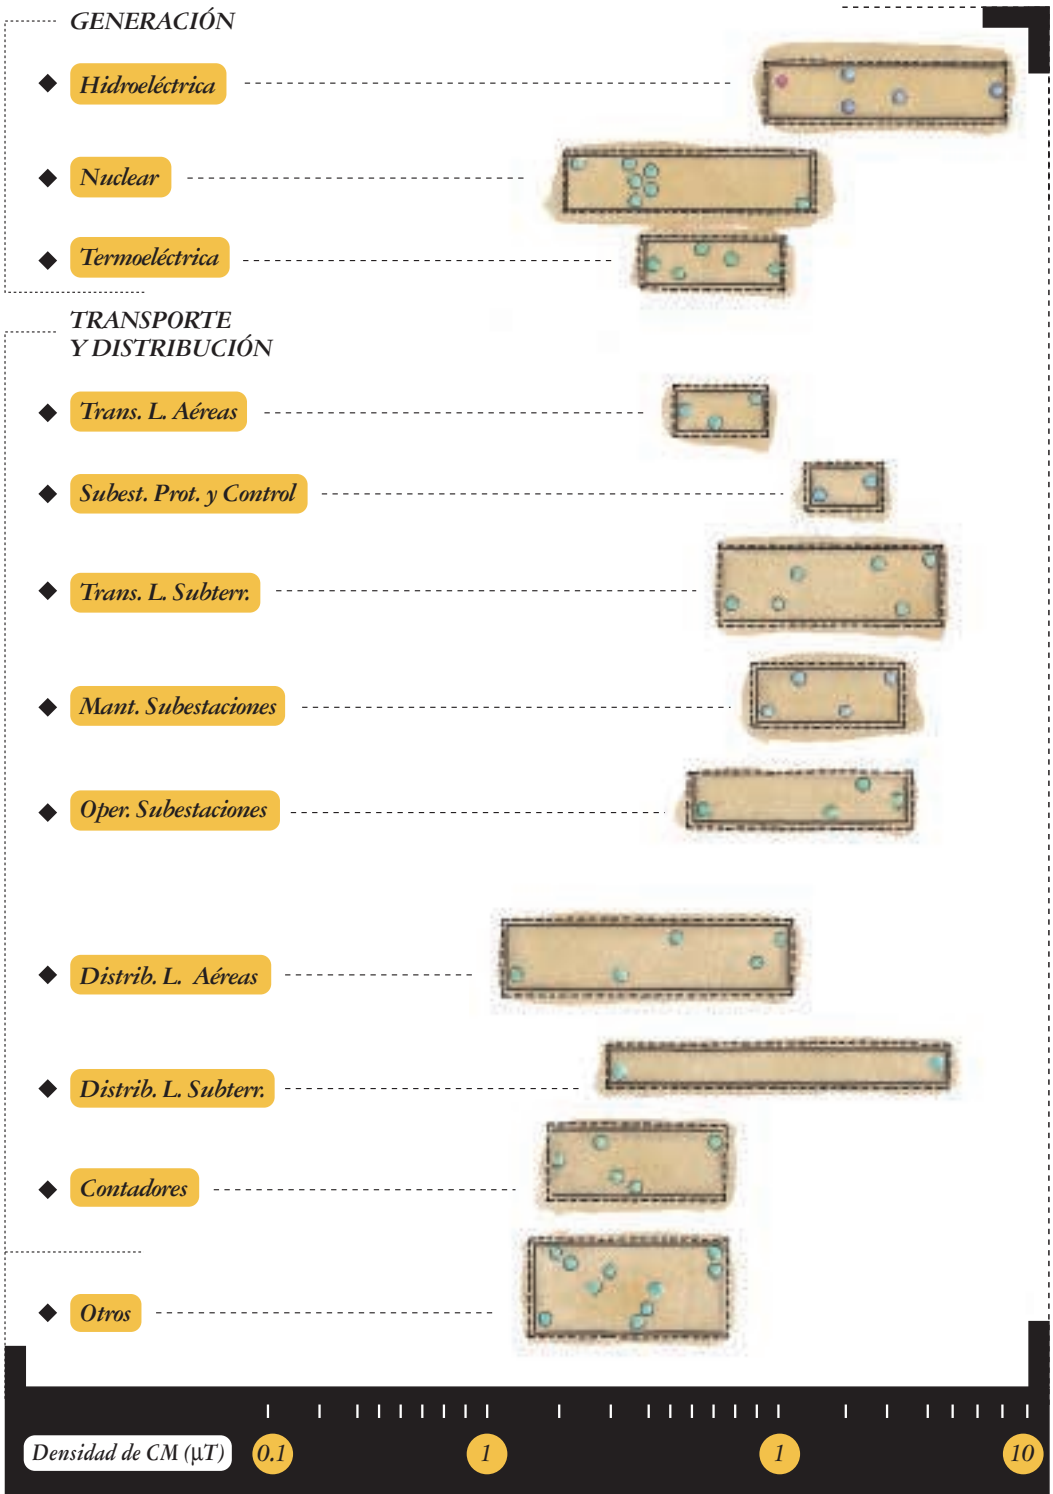 GENERACIÓN
Hidroeléctrica
Nuclear
Termoeléctrica
TRANSPORTE
Y DISTRIBUCIÓN
Trans. L. Aéreas
Subest. Prot. y Control
Trans. L. Subterr.
Mant. Subestaciones
Oper. Subestaciones
Distrib. L. Aéreas
Distrib. L. Subterr.
Contadores
Otros
Densidad de CM (µT) 0.1 1 1 10